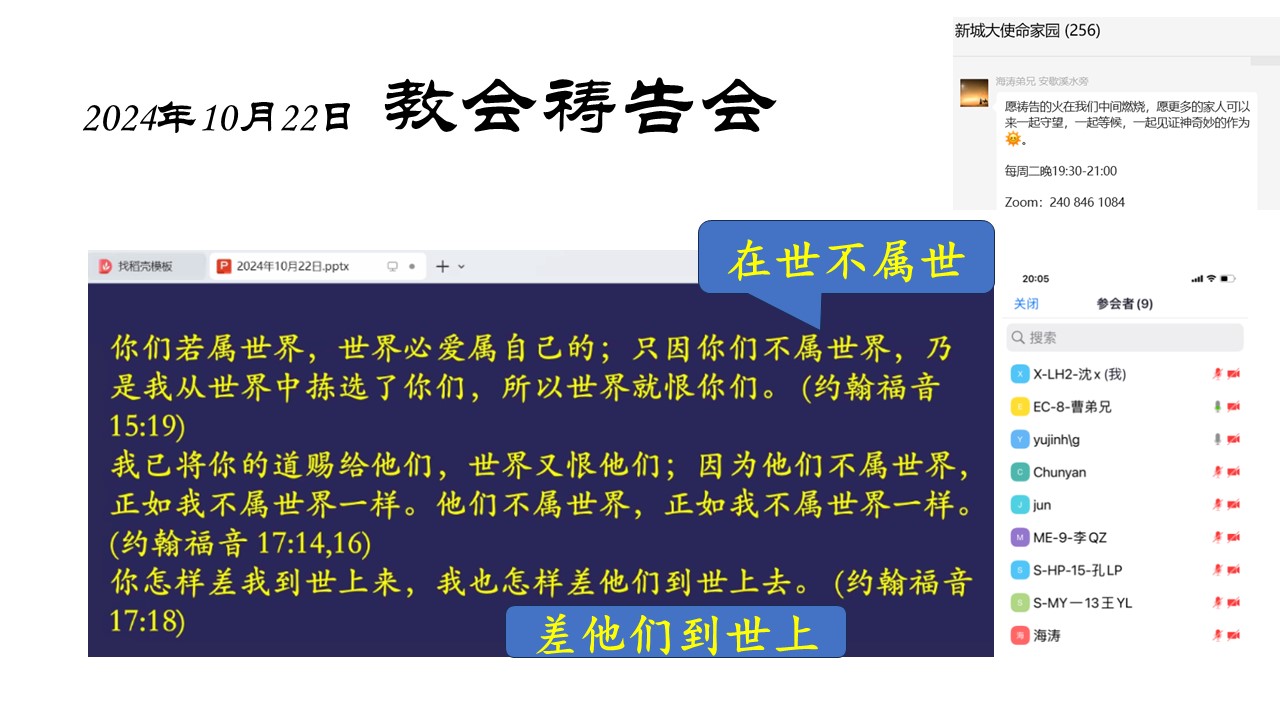 2024年10月22日 教会祷告会
新城大使命家园 (256)
海涛弟兄 安歇溪水旁
愿祷告的火在我们中间燃烧，愿更多的家人可以
来一起守望，一起等候，一起见证神奇妙的作为
。
每周二晚19:30-21:00
Zoom：240 846 1084
找稻壳模板
2024年10月22日.pptx
在世不属世
你们若属世界，世界必爱属自己的；只因你们不属世界，乃
是我从世界中拣选了你们，所以世界就恨你们。 (约翰福音
15:19)
我已将你的道赐给他们，世界又恨他们；因为他们不属世界，
正如我不属世界一样。他们不属世界，正如我不属世界一样。
(约翰福音 17:14,16)
你怎样差我到世上来，我也怎样差他们到世上去。 (约翰福音
17:18)
差他们到世上
20:05
关闭 参会者(9)
搜索
X X-LH2-沈x (我)
E EC-8-曹弟兄
Y yujinh\g
C Chunyan
J jun
M ME-9-李QZ
S S-HP-15-孔LP
S S-MY－13王YL
海 海涛